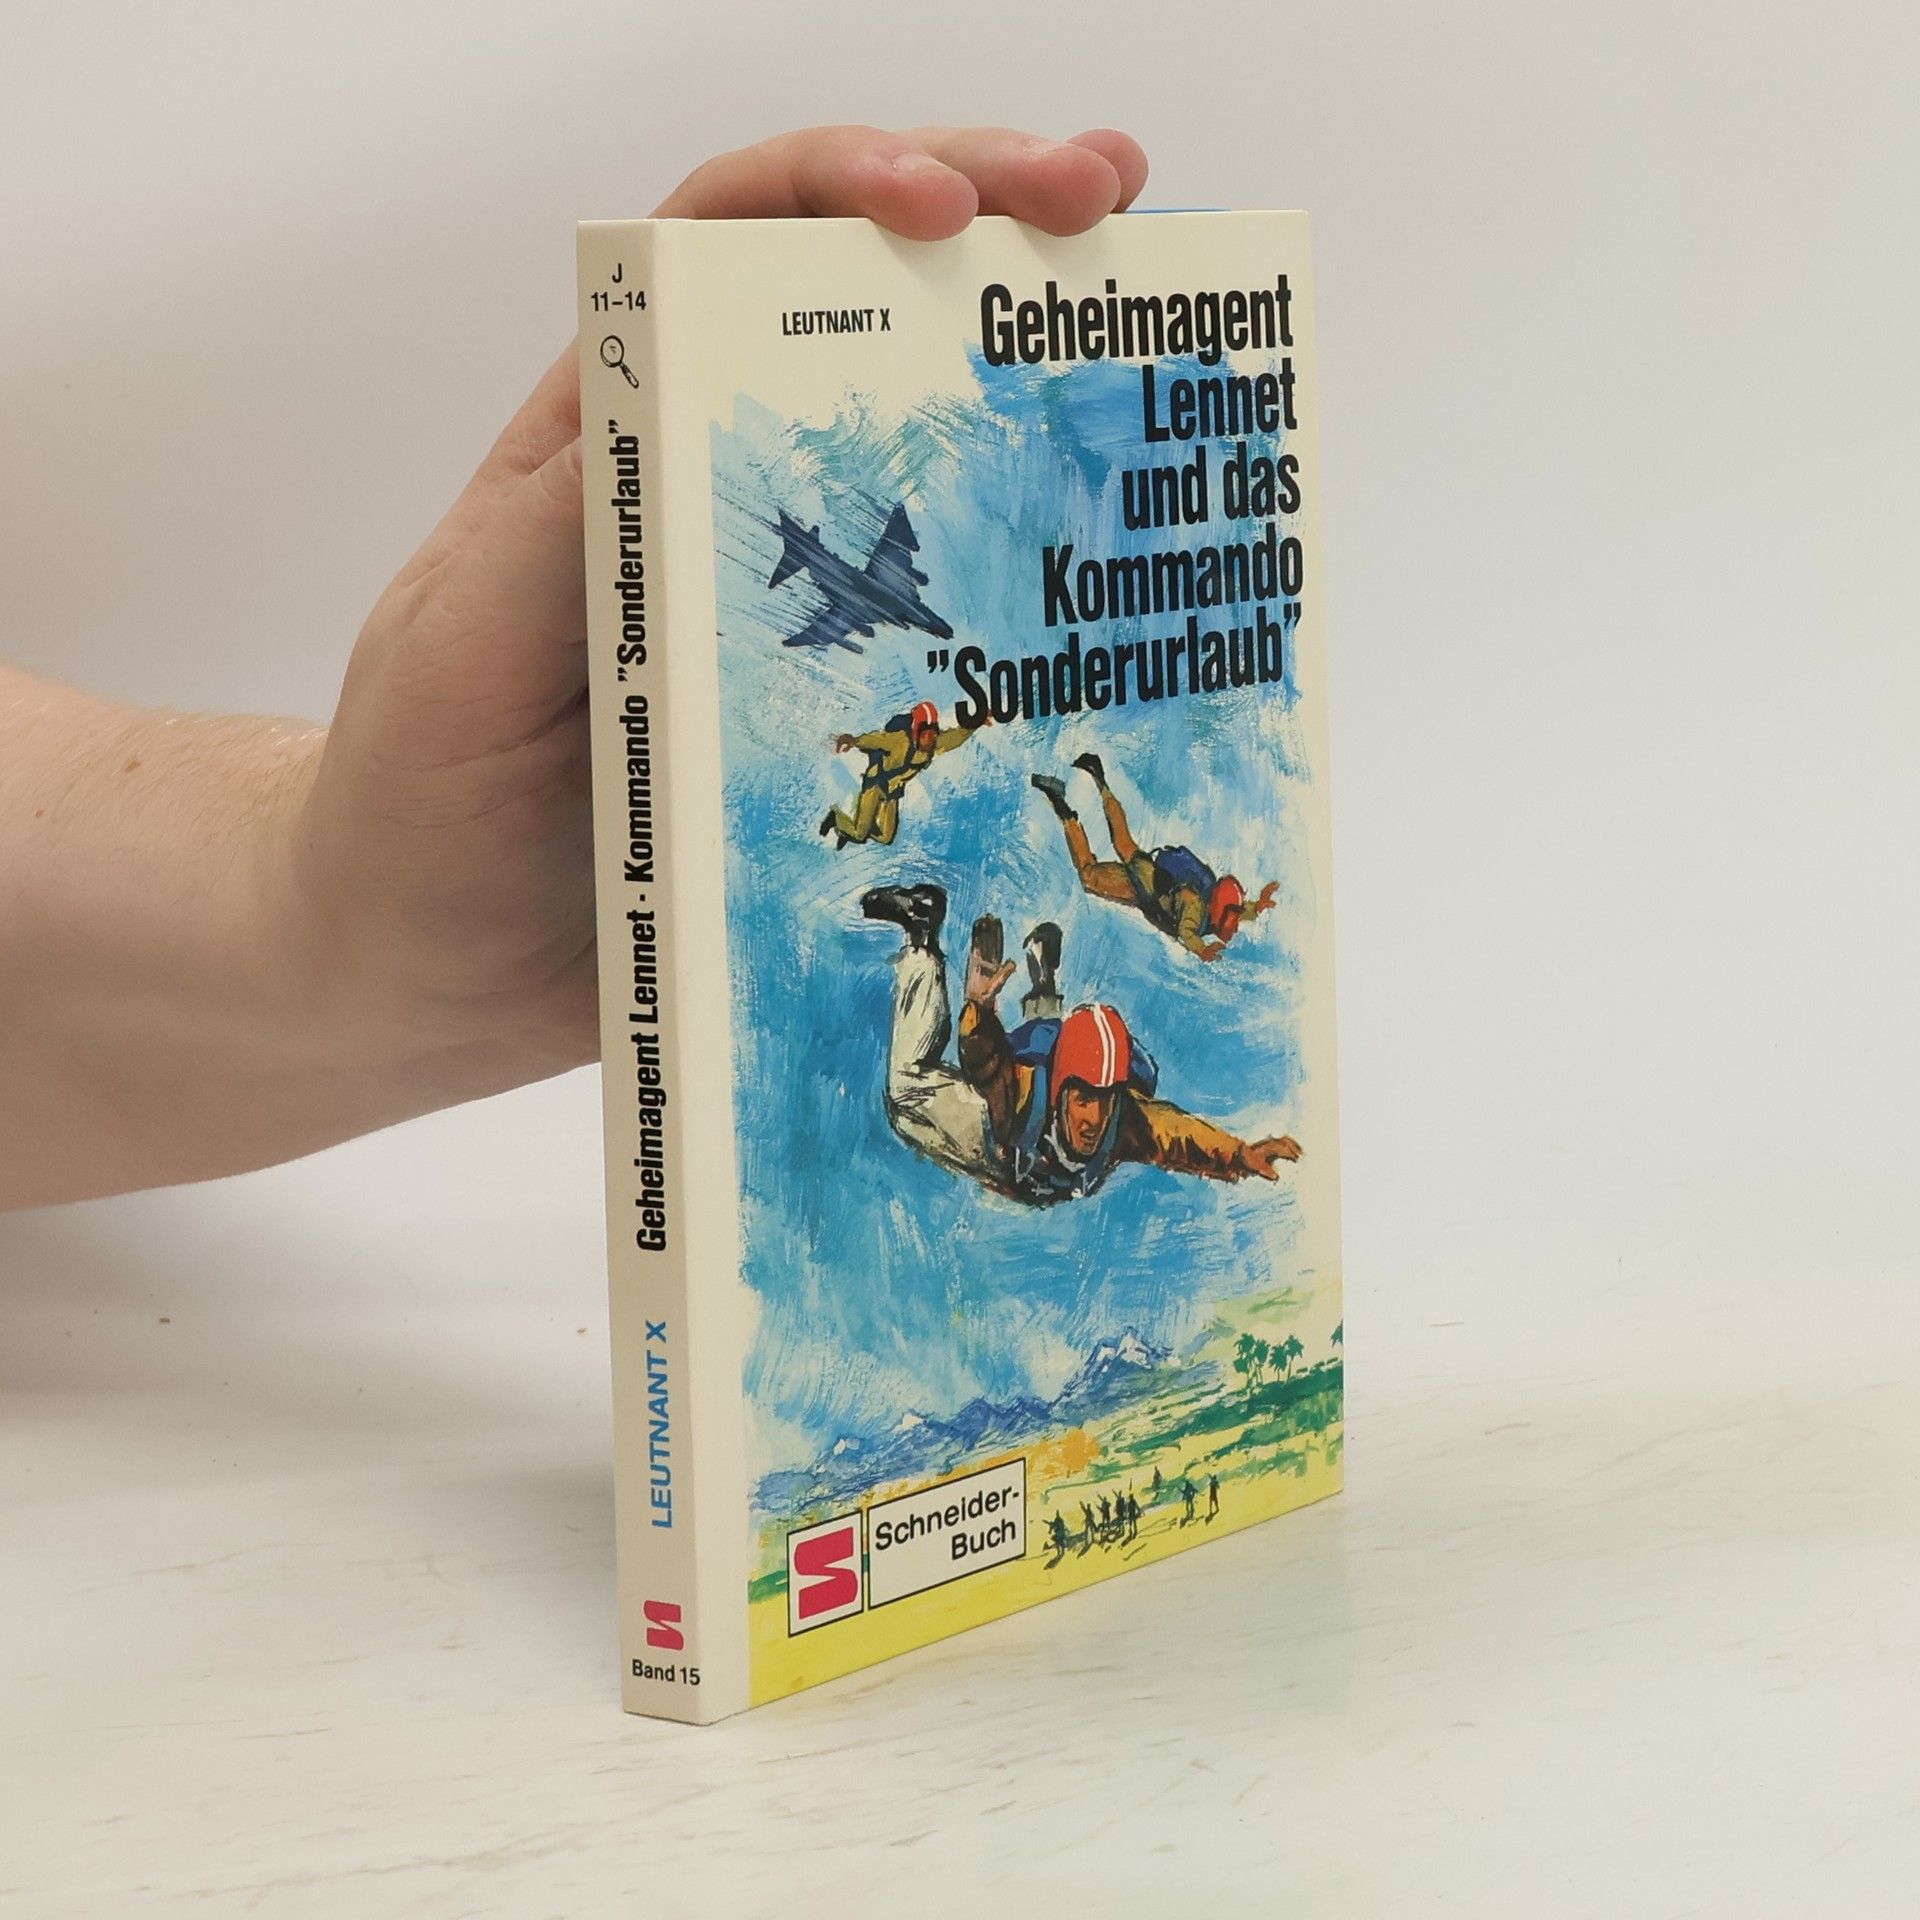 J
11–14
Geheimagent Lennet · Kommando ”Sonderurlaub”
LEUTNANT X
Band 15
LEUTNANT X
Geheimagent
Lennet
und das
Kommando
”Sonderurlaub”
Schneider-
Buch